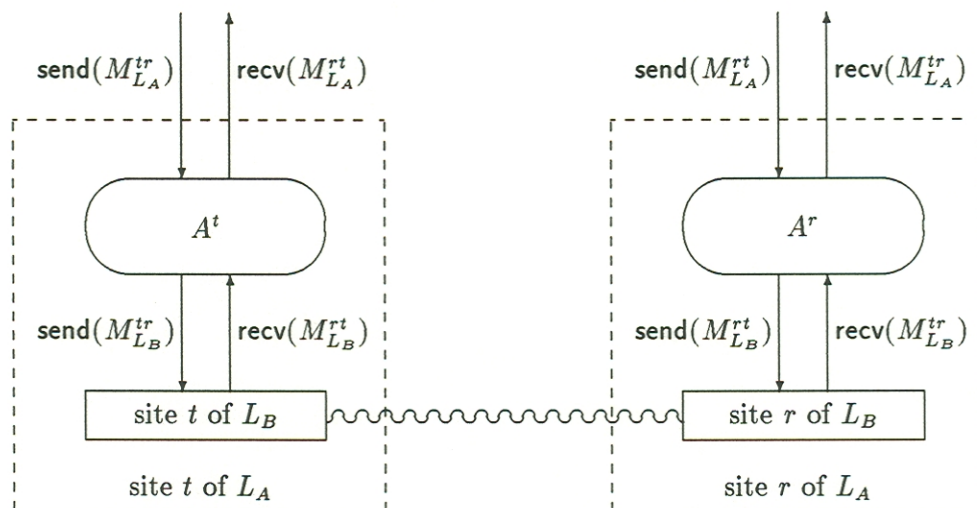 send(M^{tr}_{L_A}) recv(M^{rt}_{L_A}) send(M^{tr}_{L_A}) recv(M^{tr}_{L_A})
A^t A^r
send(M^{tr}_{L_B}) recv(M^{rt}_{L_B}) send(M^{rt}_{L_B}) recv(M^{tr}_{L_B})
site t of L_B site r of L_B
site t of L_A site r of L_A